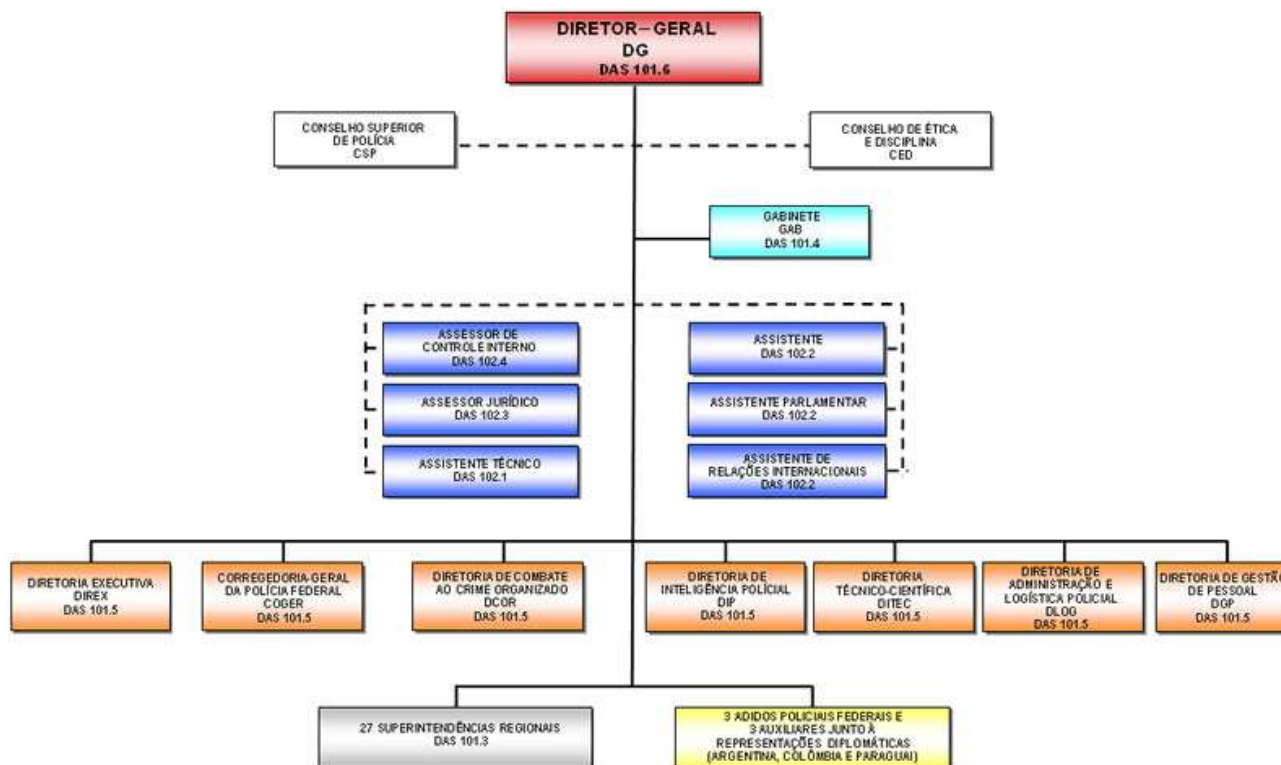 DIRETOR–GERAL
DG
DAS 101.6
CONSELHO SUPERIOR
DE POLÍCIA
CSP
CONSELHO DE ÉTICA
E DISCIPLINA
CED
GABINETE
GAB
DAS 101.4
ASSESSOR DE
CONTROLE INTERNO
DAS 102.4
ASSISTENTE
DAS 102.2
ASSESSOR JURÍDICO
DAS 102.3
ASSISTENTE PARLAMENTAR
DAS 102.2
ASSISTENTE TÉCNICO
DAS 102.1
ASSISTENTE DE
RELAÇÕES INTERNACIONAIS
DAS 102.2
DIRETORIA EXECUTIVA
DIREX
DAS 101.5
CORREGEDORIA-GERAL
DA POLÍCIA FEDERAL
COGER
DAS 101.5
DIRETORIA DE COMBATE
AO CRIME ORGANIZADO
DCOR
DAS 101.5
DIRETORIA DE
INTELIGÊNCIA POLÍCIAL
DIP
DAS 101.5
DIRETORIA
TÉCNICO-CIENTÍFICA
DITEC
DAS 101.5
DIRETORIA DE
ADMINISTRAÇÃO E
LOGÍSTICA POLICIAL
DLOG
DAS 101.5
DIRETORIA DE GESTÃO
DE PESSOAL
DGP
DAS 101.5
27 SUPERINTENDÊNCIAS REGIONAIS
DAS 101.3
3 ADIDOS POLICIAIS FEDERAIS E
3 AUXILIARES JUNTO À
REPRESENTAÇÕES DIPLOMÁTICAS
(ARGENTINA, COLÔMBIA E PARAGUAI)